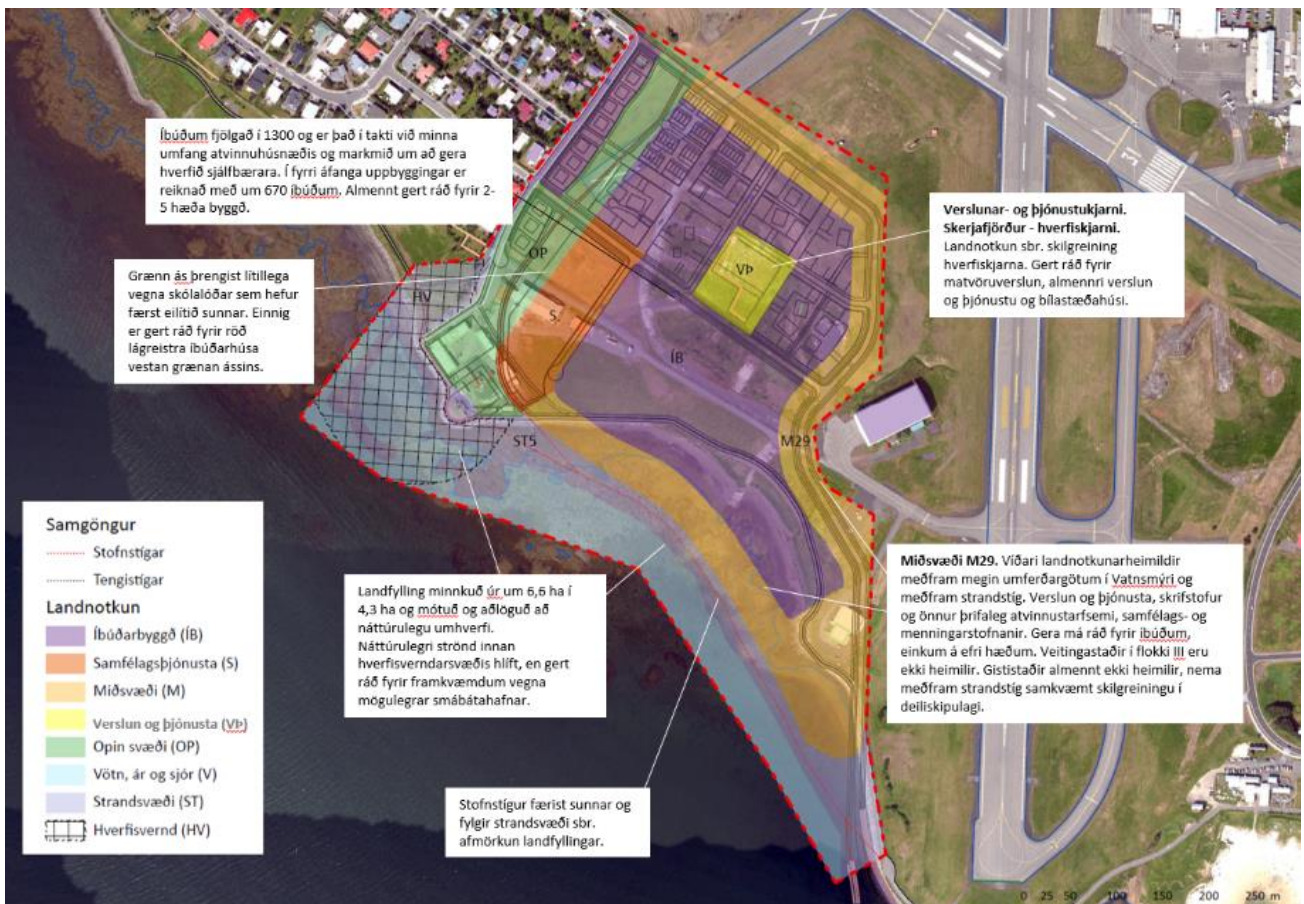 Íbúðum fjölgað í 1300 og er það í takti við minna
umfang atvinnuhúsnæðis og markmið um að gera
hverfið sjálfbærara. Í fyrri áfanga uppbyggingar er
reiknað með um 670 íbúðum. Almennt gert ráð fyrir 2-
5 hæða byggð.
Grænn ás þrengist lítillega
vegna skólalóðar sem hefur
færst eilítið sunnar. Einnig
er gert ráð fyrir röð
lágreistra íbúðarhúsa
vestan grænan ássins.
Verslunar- og þjónustukjarni.
Skerjafjörður - hverfiskjarni.
Landnotkun sbr. skilgreining
hverfiskjarna. Gert ráð fyrir
matvöruverslun, almennri verslun
og þjónustu og bílastæðahúsi.
31
OP
HV
S
VÞ
ÍB
ST5
M29
Landfylling minnkuð úr um 6,6 ha í
4,3 ha og mótuð og aðlöguð að
náttúrulegu umhverfi.
Náttúrulegri strönd innan
hverfisverndarsvæðis hlíft, en gert
ráð fyrir framkvæmdum vegna
mögulegrar smábátahafnar.
Miðsvæði M29. Víðari landnotkunarheimildir
meðfram megin umferðargötum í Vatnsmýri og
meðfram strandstíg. Verslun og þjónusta, skrifstofur
og önnur þrifaleg atvinnustarfsemi, samfélags- og
menningarstofnanir. Gera má ráð fyrir íbúðum,
einkum á efri hæðum. Veitingastaðir í flokki III eru
ekki heimilir. Gististaðir almennt ekki heimilir, nema
meðfram strandstíg samkvæmt skilgreiningu í
deiliskipulagi.
Stofnstígur færist sunnar og
fylgir strandsvæði sbr.
afmörkun landfyllingar.
Samgöngur
Stofnstígar
Tengistígar
Landnotkun
Íbúðarbyggð (ÍB)
Samfélagsþjónusta (S)
Miðsvæði (M)
Verslun og þjónusta (VÞ)
Opin svæði (OP)
Vötn, ár og sjór (V)
Strandsvæði (ST)
Hverfisvernd (HV)
0 25 50 100 150 200 250 m